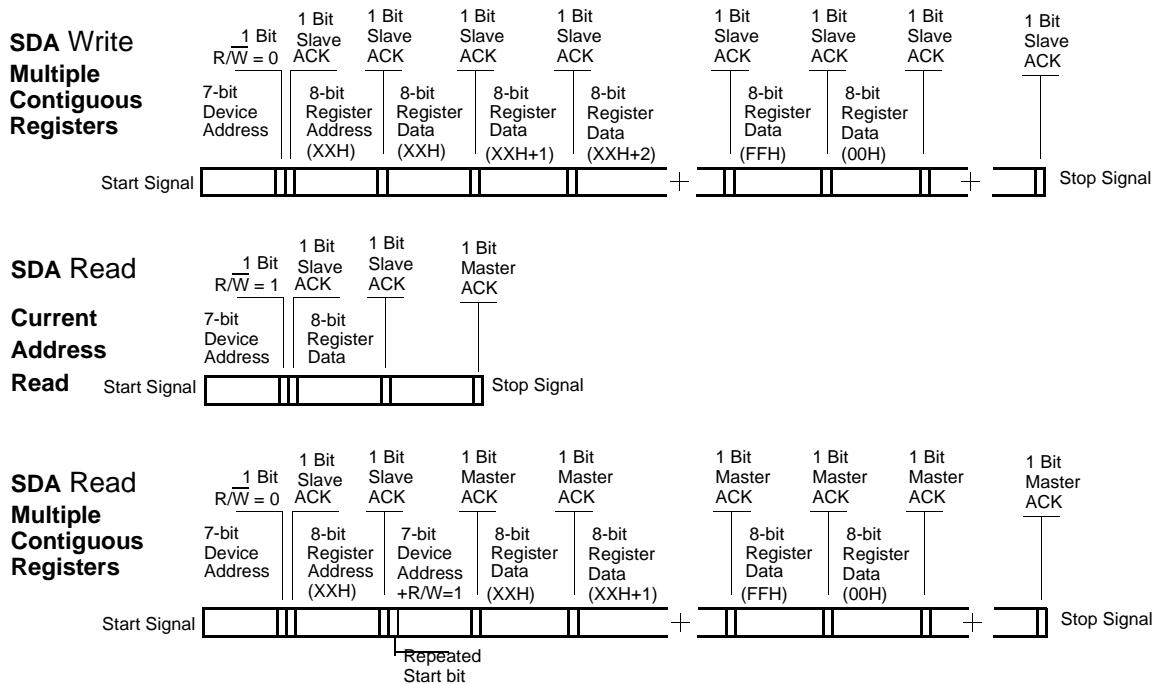 SDA Write
Multiple
Contiguous
Registers
1 Bit
R/W = 0
1 Bit
Slave
ACK
1 Bit
Slave
ACK
1 Bit
Slave
ACK
1 Bit
Slave
ACK
1 Bit
Slave
ACK
1 Bit
Slave
ACK
1 Bit
Slave
ACK
1 Bit
Slave
ACK
7-bit
Device
Address
8-bit
Register
Address
(XXH)
8-bit
Register
Data
(XXH)
8-bit
Register
Data
(XXH+1)
8-bit
Register
Data
(XXH+2)
8-bit
Register
Data
(FFH)
8-bit
Register
Data
(00H)
Start Signal
Stop Signal
SDA Read
Current
Address
Read
1 Bit
R/W = 1
1 Bit
Slave
ACK
1 Bit
Slave
ACK
1 Bit
Master
ACK
7-bit
Device
Address
8-bit
Register
Data
Start Signal
Stop Signal
SDA Read
Multiple
Contiguous
Registers
1 Bit
R/W = 0
1 Bit
Slave
ACK
1 Bit
Slave
ACK
1 Bit
Master
ACK
1 Bit
Master
ACK
1 Bit
Master
ACK
1 Bit
Master
ACK
1 Bit
Master
ACK
1 Bit
Master
ACK
7-bit
Device
Address
8-bit
Register
Address
(XXH)
7-bit
Device
Address
+R/W=1
8-bit
Register
Data
(XXH)
8-bit
Register
Data
(XXH+1)
8-bit
Register
Data
(FFH)
8-bit
Register
Data
(00H)
Start Signal
Stop Signal
Repeated
Start bit